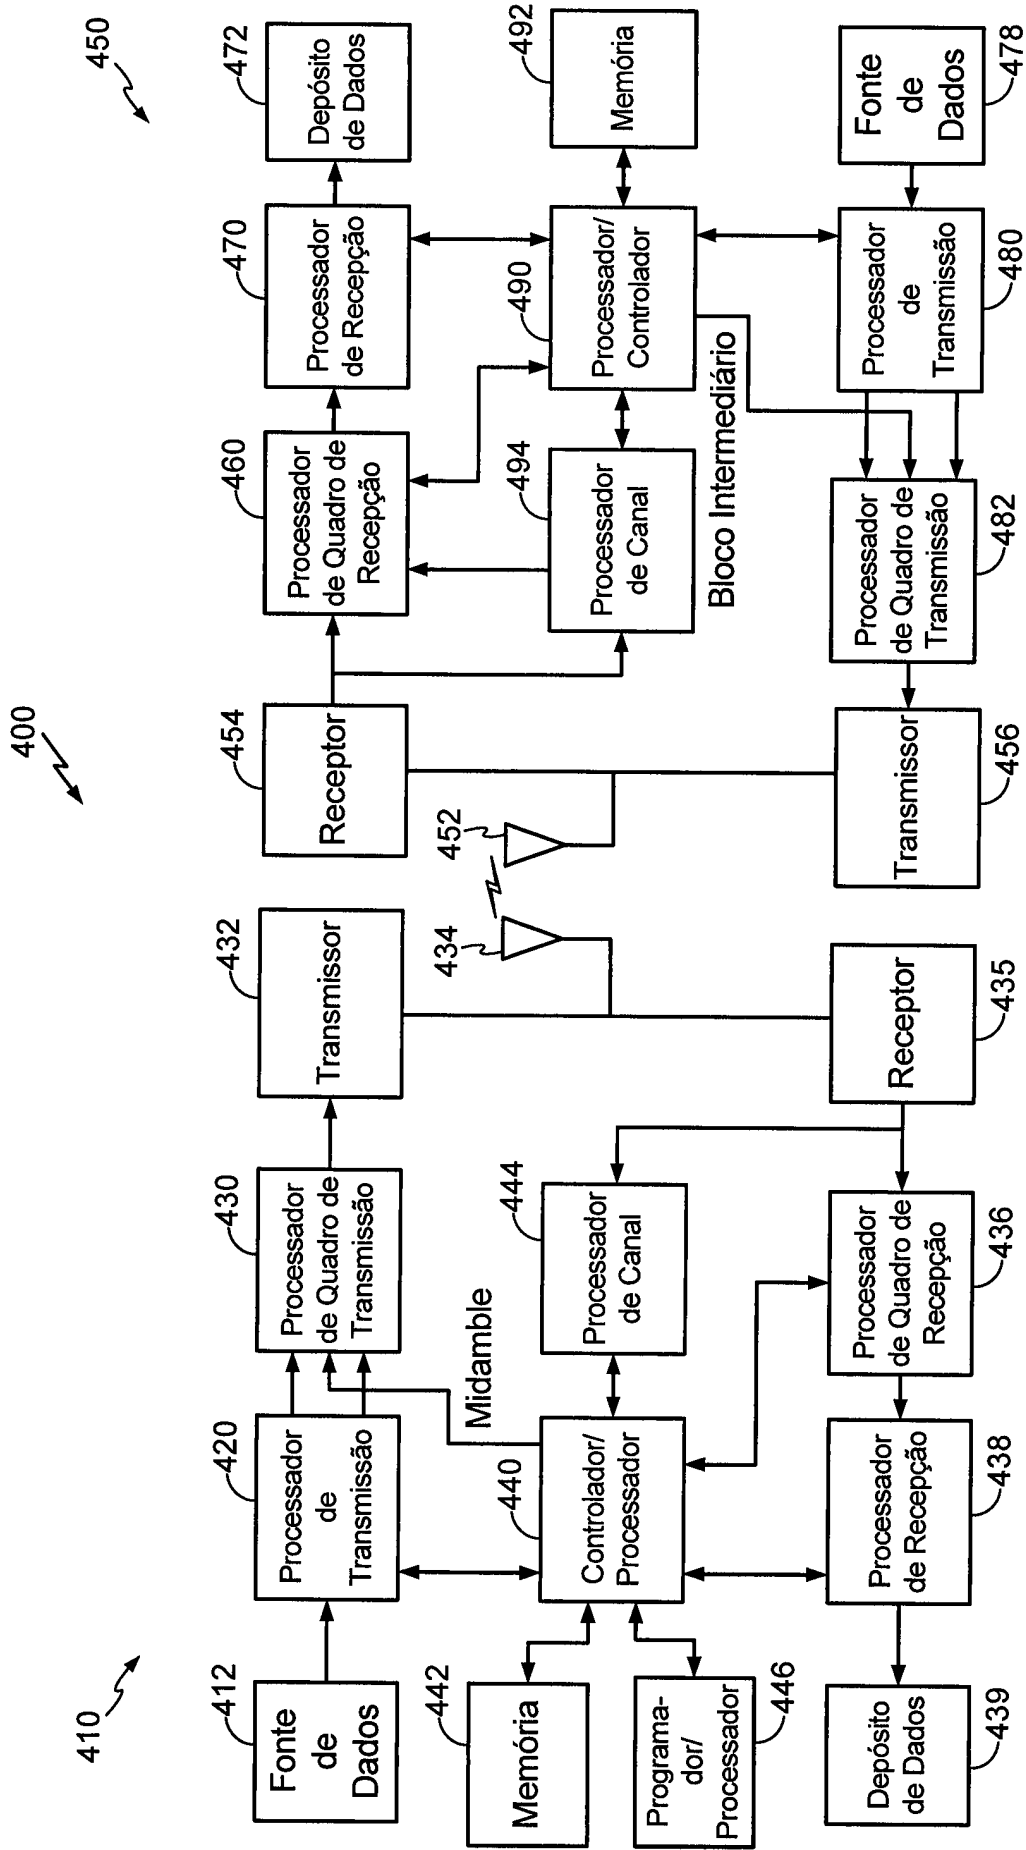 400
410
450
412
Fonte
de
Dados
420
Processador
de
Transmissão
430
Processador
de Quadro de
Transmissão
432
Transmissor
454
Receptor
460
Processador
de Quadro de
Recepção
470
Processador
de Recepção
472
Depósito
de Dados
Midamble
434
452
442
Memória
440
Controlador/
Processador
444
Processador
de Canal
494
Processador
de Canal
490
Processador/
Controlador
492
Memória
446
Programa-
dor/
Processador
Bloco Intermediário
Depósito
de Dados
439
Processador
de Recepção
438
Processador
de Quadro de
Recepção
436
Receptor
435
Transmissor
456
Processador
de Quadro de
Transmissão
482
Processador
de
Transmissão
480
Fonte
de
Dados
478